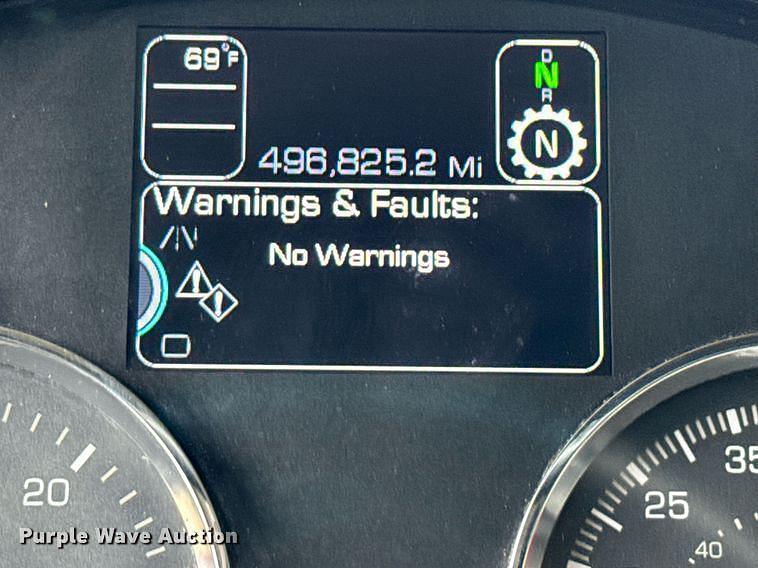 69°F
D
N
R
N
496,825.2 Mi
Warnings & Faults:
No Warnings
20
25
35
40
Purple Wave Auction